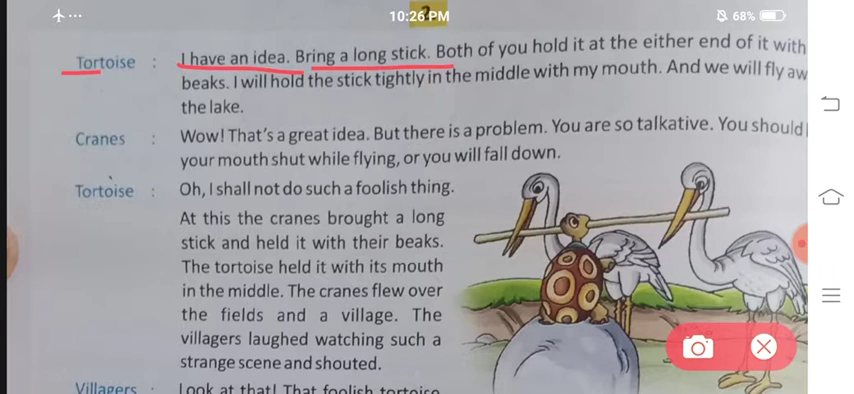 10:26 PM
68%
Tortoise : I have an idea. Bring a long stick. Both of you hold it at the either end of it with
beaks. I will hold the stick tightly in the middle with my mouth. And we will fly aw
the lake.
Cranes : Wow! That's a great idea. But there is a problem. You are so talkative. You should
your mouth shut while flying, or you will fall down.
Tortoise : Oh, I shall not do such a foolish thing.
At this the cranes brought a long
stick and held it with their beaks.
The tortoise held it with its mouth
in the middle. The cranes flew over
the fields and a village. The
villagers laughed watching such a
strange scene and shouted.
Villagers : Look at that! That foolish tortoise